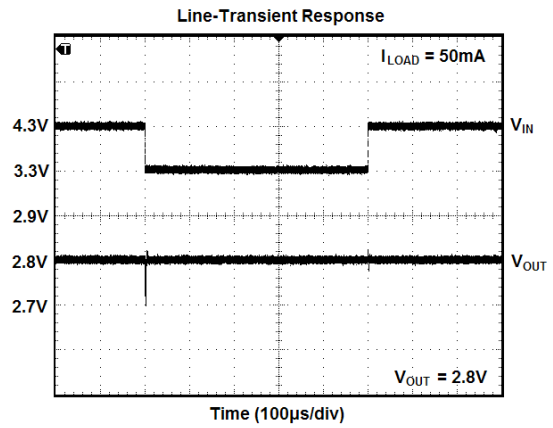 Line-Transient Response
T
I LOAD = 50mA
4.3V
VIN
3.3V
2.9V
2.8V
VOUT
2.7V
VOUT = 2.8V
Time (100μs/div)